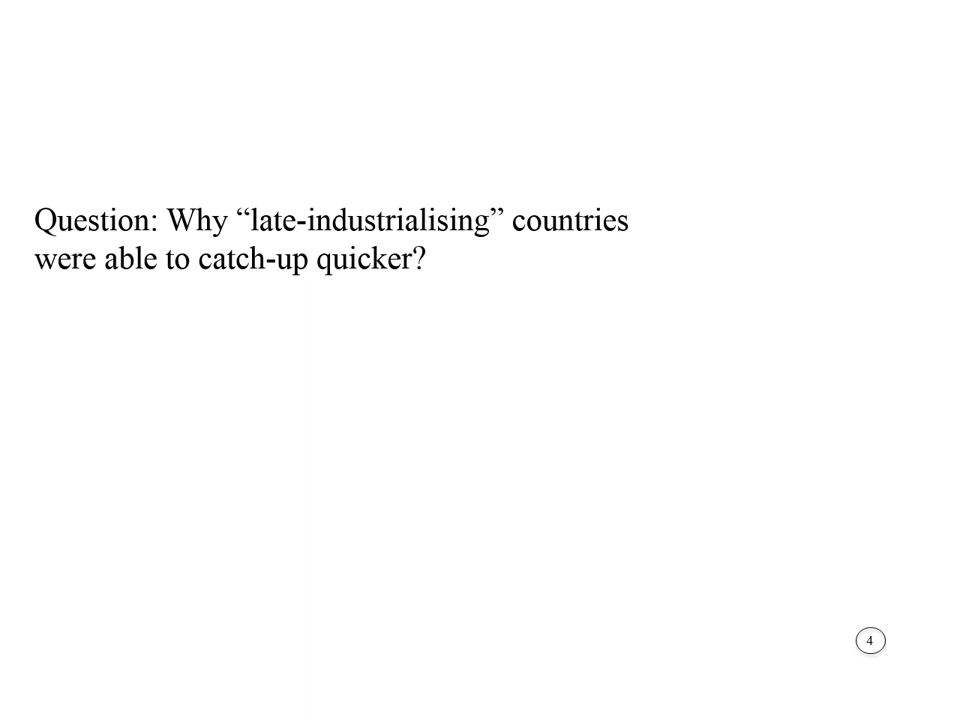 Question: Why “late-industrialising” countries
were able to catch-up quicker?
4